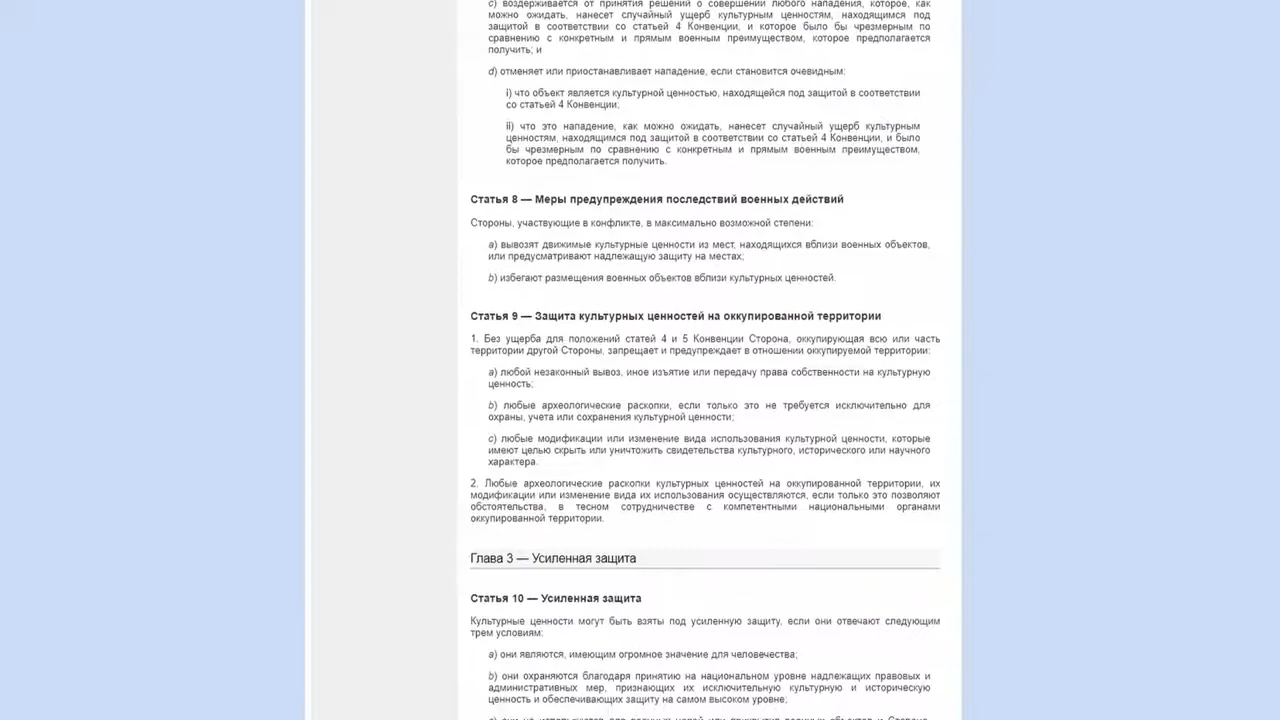 c) воздерживается от принятия решений о совершении любого нападения, которое, как
можно ожидать, нанесет случайный ущерб культурным ценностям, находящимся под
защитой в соответствии со статьей 4 Конвенции, и которое было бы чрезмерным по
сравнению с конкретным и прямым военным преимуществом, которое предполагается
получить; и
d) отменяет или приостанавливает нападение, если становится очевидным:
i) что объект является культурной ценностью, находящейся под защитой в соответствии
со статьей 4 Конвенции;
ii) что это нападение, как можно ожидать, нанесет случайный ущерб культурным
ценностям, находящимся под защитой в соответствии со статьей 4 Конвенции, и было
бы чрезмерным по сравнению с конкретным и прямым военным преимуществом,
которое предполагается получить.
Статья 8 — Меры предупреждения последствий военных действий
Стороны, участвующие в конфликте, в максимально возможной степени:
a) вывозят движимые культурные ценности из мест, находящихся вблизи военных объектов,
или предусматривают надлежащую защиту на местах;
b) избегают размещения военных объектов вблизи культурных ценностей.
Статья 9 — Защита культурных ценностей на оккупированной территории
1. Без ущерба для положений статей 4 и 5 Конвенции Сторона, оккупирующая всю или часть
территории другой Стороны, запрещает и предупреждает в отношении оккупируемой территории:
a) любой незаконный вывоз, иное изъятие или передачу права собственности на культурную
ценность;
b) любые археологические раскопки, если только это не требуется исключительно для
охраны, учета или сохранения культурной ценности;
c) любые модификации или изменение вида использования культурной ценности, которые
имеют целью скрыть или уничтожить свидетельства культурного, исторического или научного
характера.
2. Любые археологические раскопки культурных ценностей на оккупированной территории, их
модификации или изменение вида их использования осуществляются, если только это позволяют
обстоятельства, в тесном сотрудничестве с компетентными национальными органами
оккупированной территории.
Глава 3 — Усиленная защита
Статья 10 — Усиленная защита
Культурные ценности могут быть взяты под усиленную защиту, если они отвечают следующим
трем условиям:
a) они являются, имеющим огромное значение для человечества;
b) они охраняются благодаря принятию на национальном уровне надлежащих правовых и
административных мер, признающих их исключительную культурную и историческую
ценность и обеспечивающих защиту на самом высоком уровне;